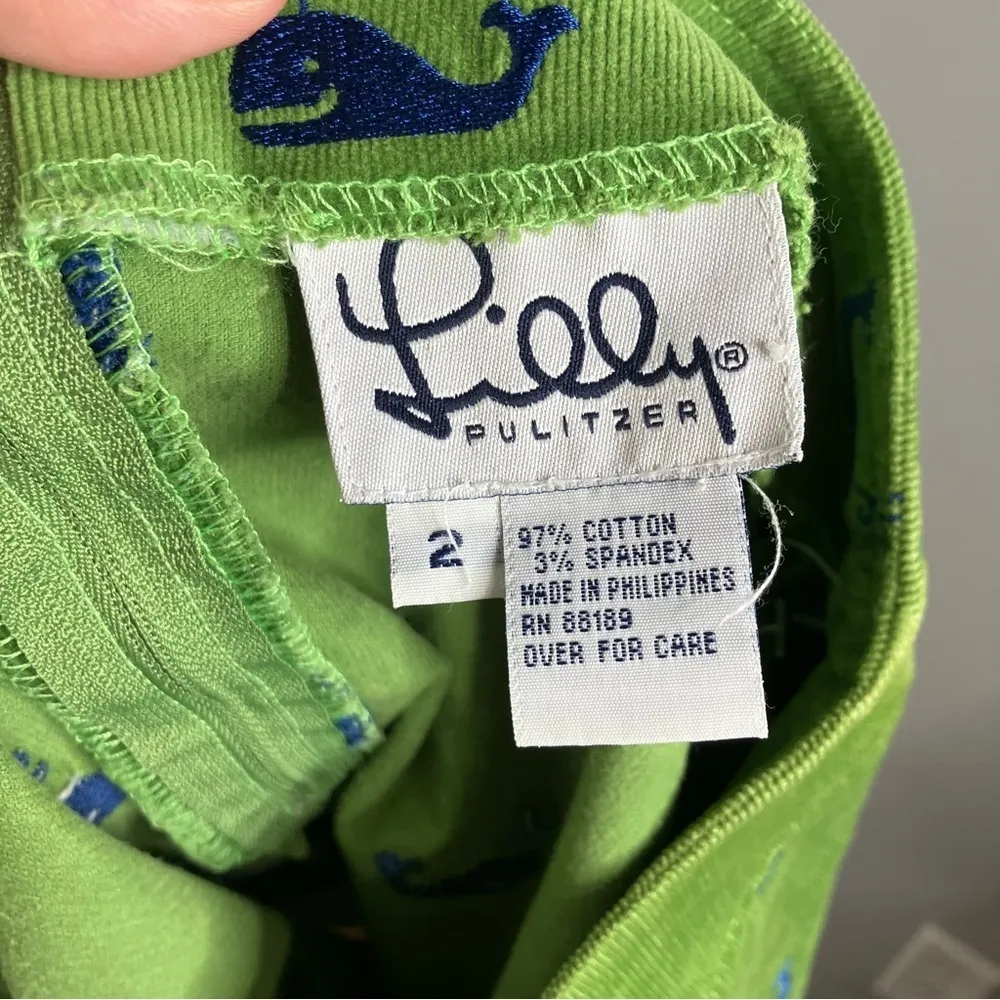 Lilly®
PULITZER
2
97% COTTON
3% SPANDEX
MADE IN PHILIPPINES
RN 88189
OVER FOR CARE